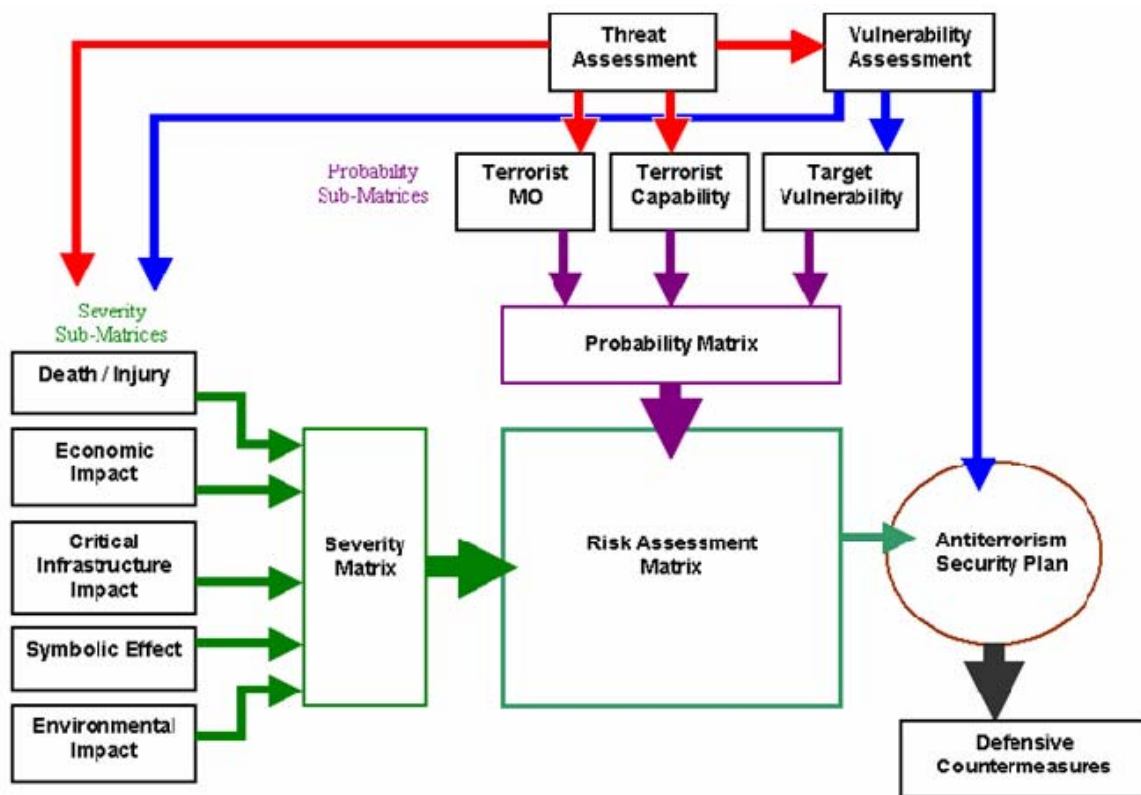 Threat
Assessment
Vulnerability
Assessment
Probability
Sub-Matrices
Terrorist
MO
Terrorist
Capability
Target
Vulnerability
Severity
Sub-Matrices
Probability Matrix
Death / Injury
Economic
Impact
Critical
Infrastructure
Impact
Symbolic Effect
Environmental
Impact
Severity
Matrix
Risk Assessment
Matrix
Antiterrorism
Security Plan
Defensive
Countermeasures